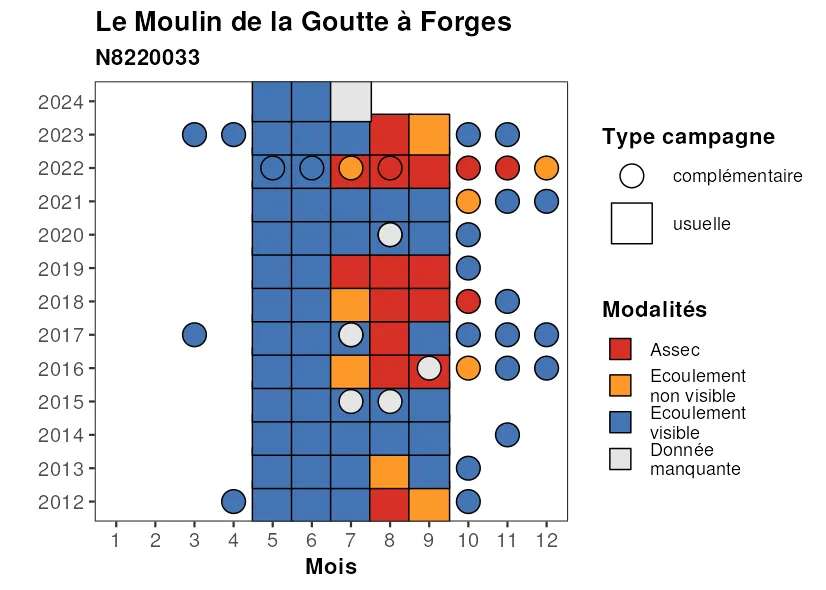 Le Moulin de la Goutte à Forges
N8220033
2024
2023
2022
2021
2020
2019
2018
2017
2016
2015
2014
2013
2012
1 2 3 4 5 6 7 8 9 10 11 12
Mois
Type campagne
complémentaire
usuelle
Modalités
Assec
Ecoulement
non visible
Ecoulement
visible
Donnée
manquante